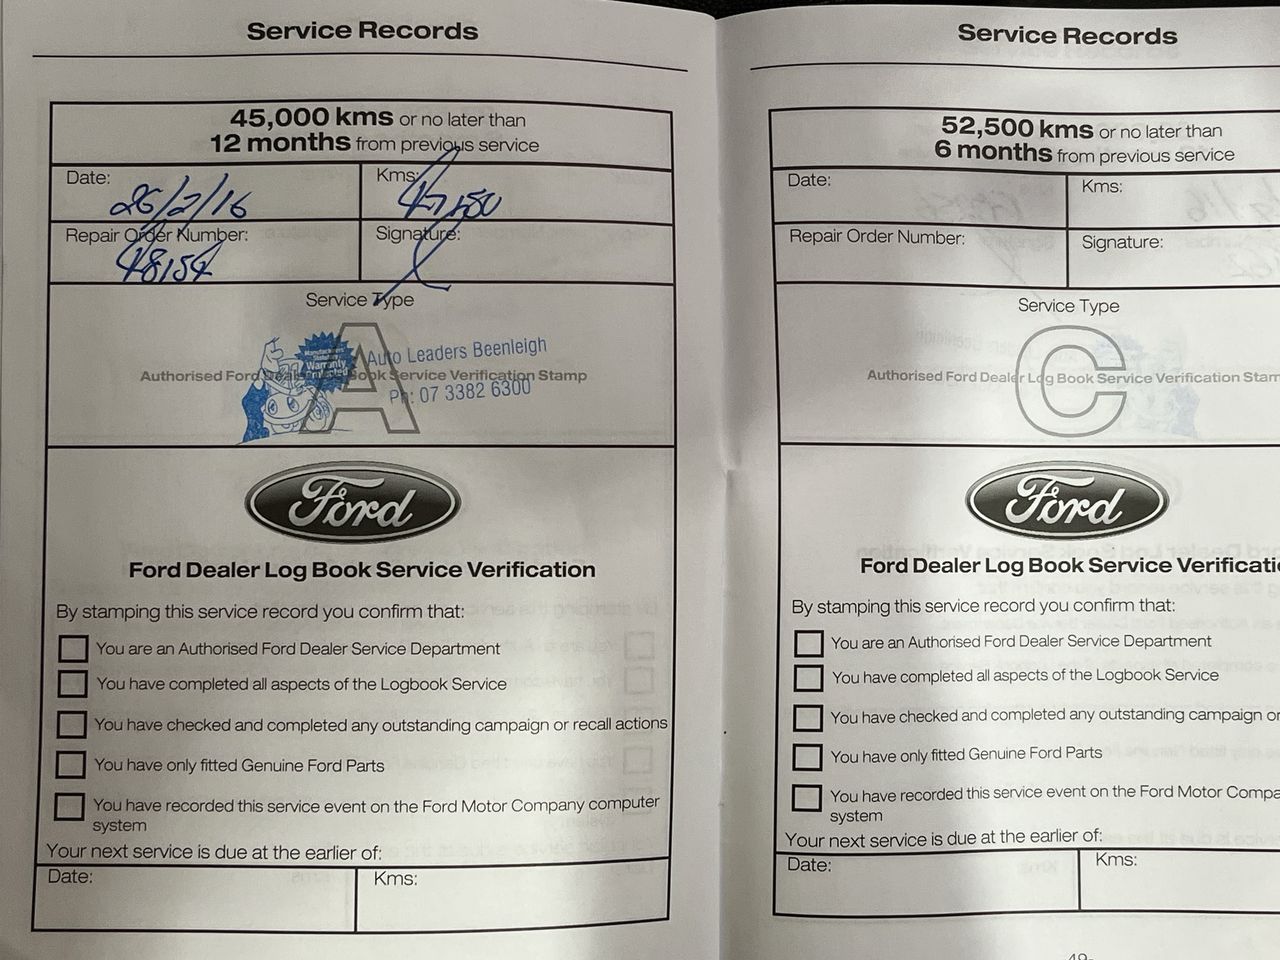 Service Records
45,000 kms or no later than
12 months from previous service
Date: 26/2/16
Kms:
Repair Order Number: 48154
Signature:
Service Type
A
Manufacturers
Statutory
Warranty
Protected
Auto Leaders Beenleigh
Authorised Ford Dealer Log Book Service Verification Stamp
Ph: 07 3382 6300
Ford
Ford Dealer Log Book Service Verification
By stamping this service record you confirm that:
You are an Authorised Ford Dealer Service Department
You have completed all aspects of the Logbook Service
You have checked and completed any outstanding campaign or recall actions
You have only fitted Genuine Ford Parts
You have recorded this service event on the Ford Motor Company computer
system
Your next service is due at the earlier of:
Date:
Kms:
Service Records
52,500 kms or no later than
6 months from previous service
Date:
Kms:
Repair Order Number:
Signature:
Service Type
C
Authorised Ford Dealer Log Book Service Verification Stam
Ford
Ford Dealer Log Book Service Verificati
By stamping this service record you confirm that:
You are an Authorised Ford Dealer Service Department
You have completed all aspects of the Logbook Service
You have checked and completed any outstanding campaign or
You have only fitted Genuine Ford Parts
You have recorded this service event on the Ford Motor Compa
system
Your next service is due at the earlier of:
Date:
Kms: